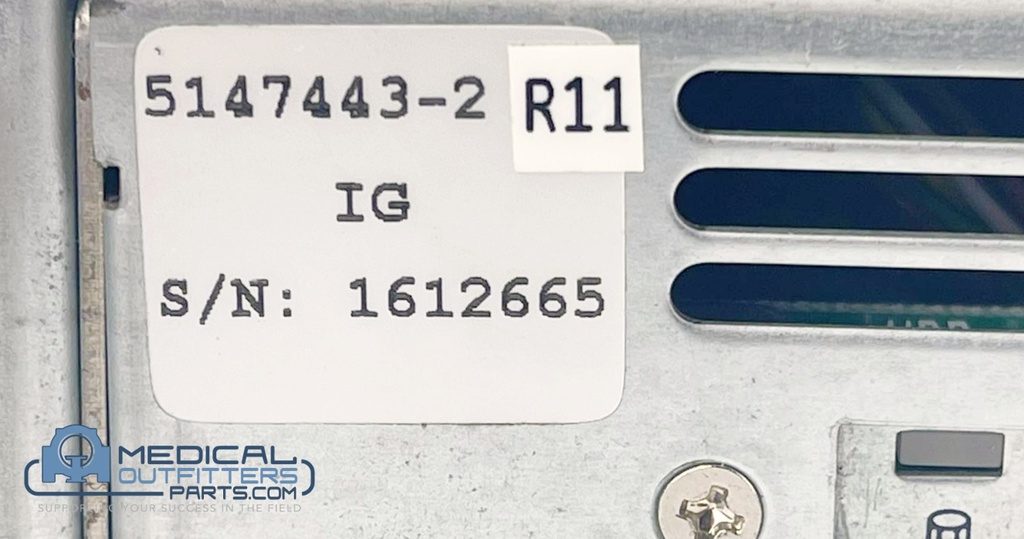 5147443-2 R11
IG
S/N: 1612665
MEDICAL
OUTFITTERS
PARTS.COM
SUPPORTING YOUR SUCCESS IN THE FIELD